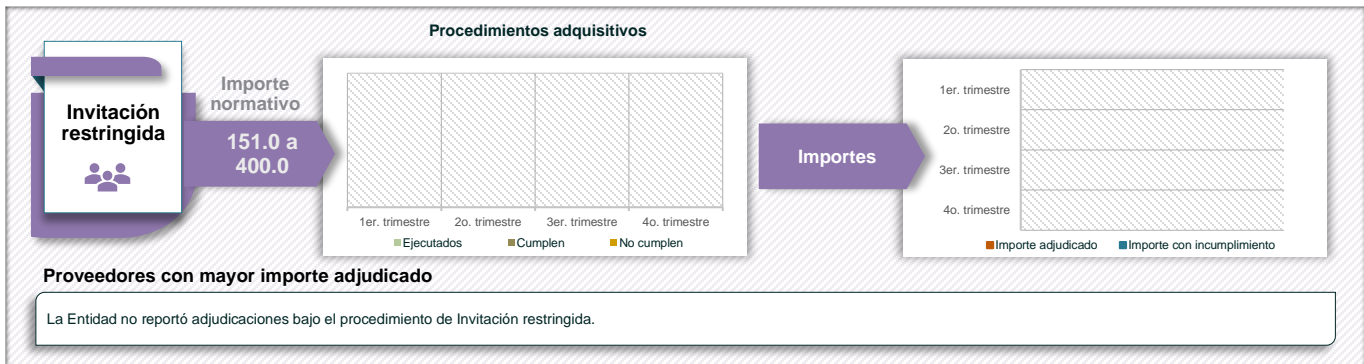 Procedimientos adquisitivos
Invitación
restringida
Importe
normativo
151.0 a
400.0
1er. trimestre
2o. trimestre
3er. trimestre
4o. trimestre
Ejecutados
Cumplen
No cumplen
Importes
1er. trimestre
2o. trimestre
3er. trimestre
4o. trimestre
Importe adjudicado
Importe con incumplimiento
Proveedores con mayor importe adjudicado
La Entidad no reportó adjudicaciones bajo el procedimiento de Invitación restringida.